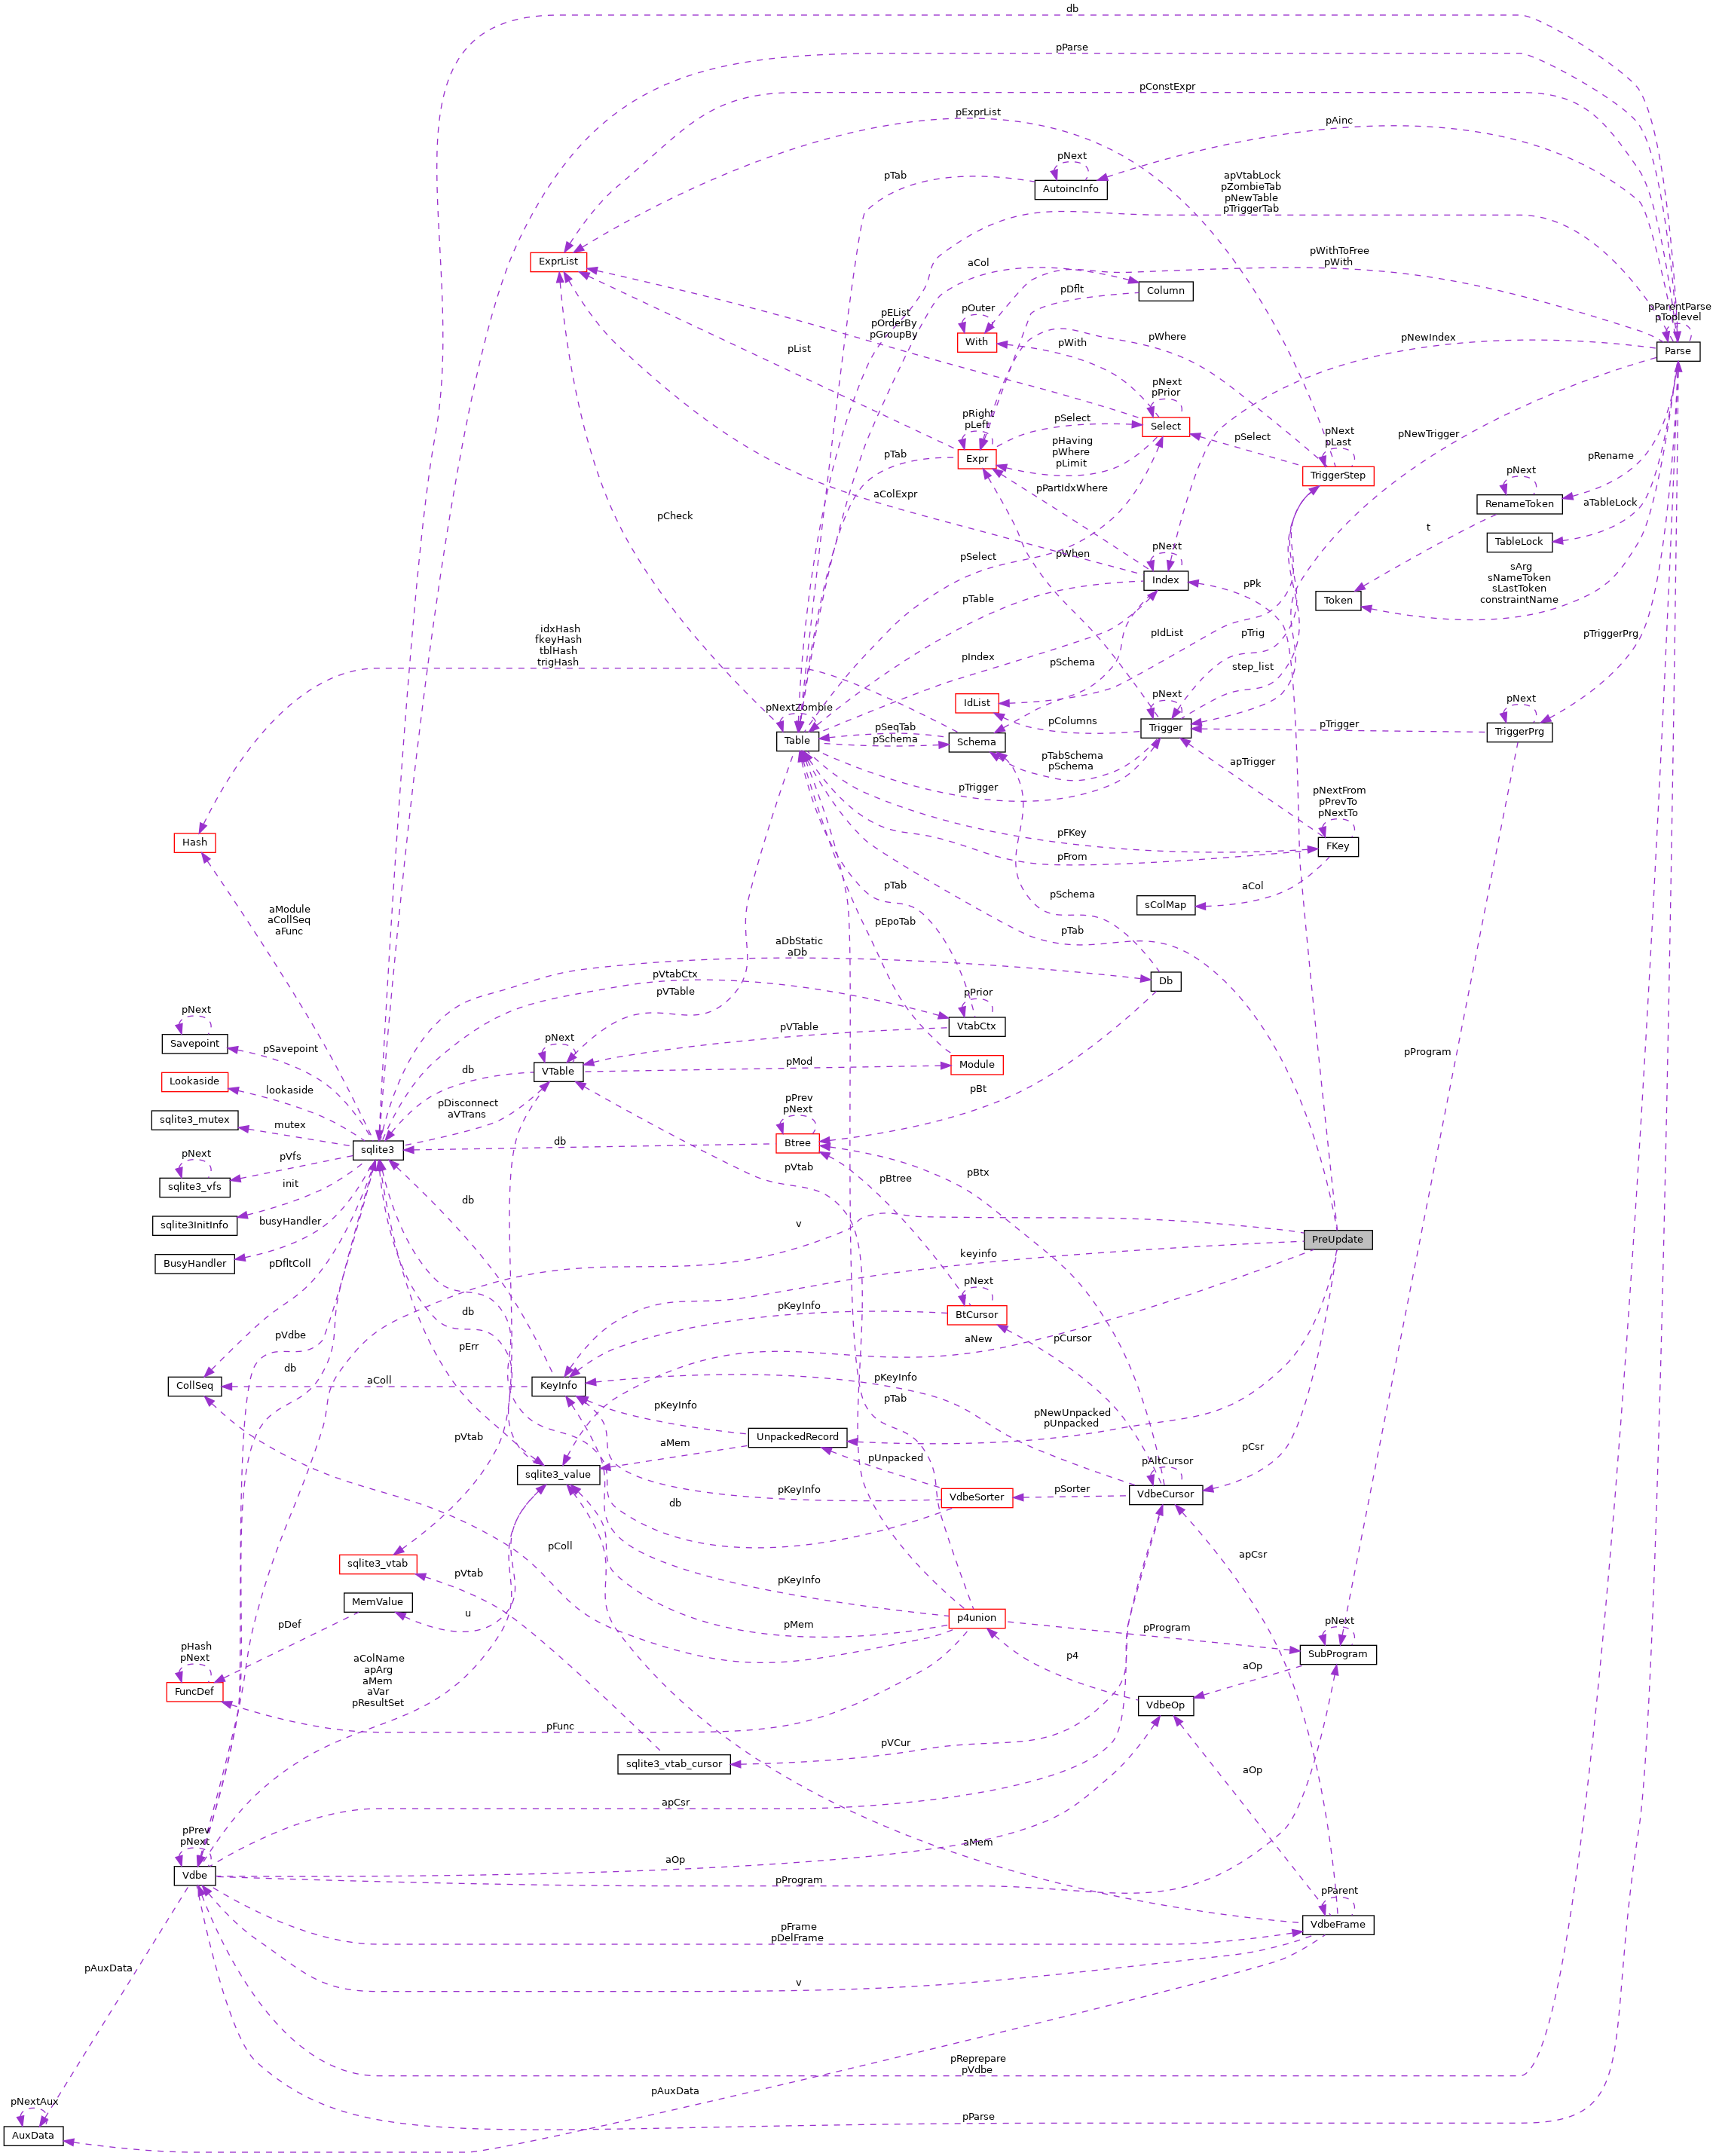 db
pParse
pConstExpr
pExprList
pAinc
pNext
AutoincInfo
pTab
apVtabLock
pZombieTab
pNewTable
pTriggerTab
ExprList
pWithToFree
pWith
aCol
Column
pDflt
pParentParse
pToplevel
Parse
pEList
pOrderBy
pGroupBy
pOuter
With
pWith
pWhere
pNewIndex
pList
pNext
pPrior
Select
pRight
pLeft
Expr
pSelect
pHaving
pWhere
pLimit
pSelect
pNext
pLast
TriggerStep
pNewTrigger
pRename
pNext
RenameToken
pTab
aColExpr
pPartIdxWhere
aTableLock
pCheck
t
TableLock
pSelect
pWhen
pNext
Index
pPk
sArg
sNameToken
sLastToken
constraintName
Token
pTable
idxHash
fkeyHash
tblHash
trigHash
pIdList
pTrig
pTriggerPrg
pIndex
pSchema
step_list
pNextZombie
Table
IdList
pSeqTab
pSchema
Schema
pColumns
pNext
Trigger
pTrigger
pNext
TriggerPrg
pTabSchema
pSchema
apTrigger
pTrigger
pNextFrom
pPrevTo
pNextTo
FKey
Hash
pFKey
pFrom
pTab
pSchema
aCol
sColMap
aModule
aCollSeq
aFunc
pEpoTab
pTab
aDbStatic
aDb
pVtabCtx
pVTable
Db
pPrior
VtabCtx
pNext
Savepoint
pSavepoint
pNext
VTable
pVTable
pProgram
Lookaside
lookaside
db
pMod
Module
pBt
sqlite3_mutex
mutex
pDisconnect
aVTrans
pPrev
pNext
Btree
sqlite3
db
pNext
sqlite3_vfs
pVfs
pVtab
pBtx
pBtree
init
db
sqlite3InitInfo
busyHandler
v
PreUpdate
BusyHandler
keyinfo
pDfltColl
pNext
BtCursor
db
pKeyInfo
pVdbe
pErr
aNew
pCursor
db
CollSeq
aColl
KeyInfo
pKeyInfo
pTab
pKeyInfo
pNewUnpacked
pUnpacked
UnpackedRecord
pVtab
aMem
pCsr
pUnpacked
pAltCursor
VdbeCursor
sqlite3_value
pKeyInfo
VdbeSorter
pSorter
db
sqlite3_vtab
pVtab
pColl
apCsr
pKeyInfo
MemValue
u
p4union
pDef
pMem
pProgram
pNext
SubProgram
pHash
pNext
FuncDef
aColName
apArg
aMem
aVar
pResultSet
p4
aOp
VdbeOp
pFunc
sqlite3_vtab_cursor
pVCur
aOp
apCsr
pPrev
pNext
Vdbe
aMem
aOp
pProgram
pParent
VdbeFrame
pFrame
pDelFrame
pAuxData
v
pReprepare
pVdbe
pAuxData
pNextAux
AuxData
pParse